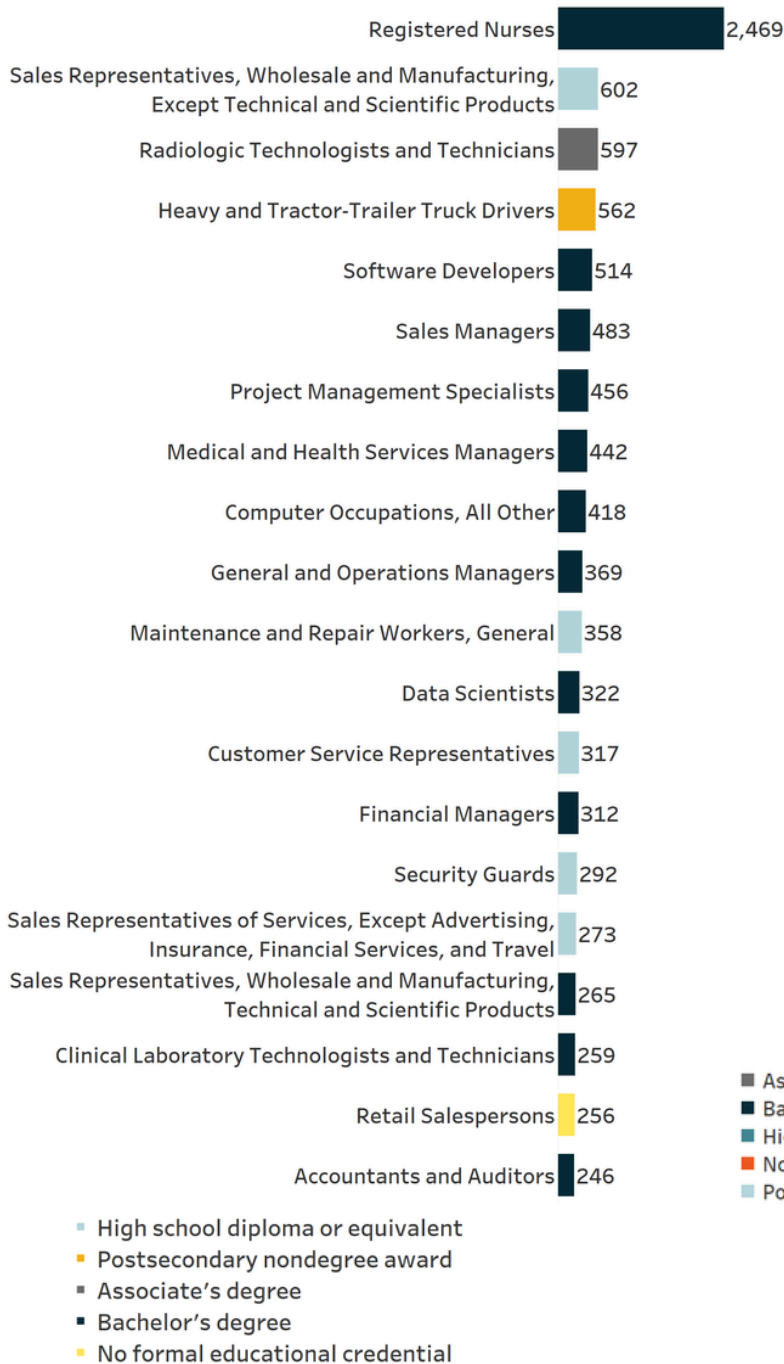 Registered Nurses 2,469
Sales Representatives, Wholesale and Manufacturing,
Except Technical and Scientific Products 602
Radiologic Technologists and Technicians 597
Heavy and Tractor-Trailer Truck Drivers 562
Software Developers 514
Sales Managers 483
Project Management Specialists 456
Medical and Health Services Managers 442
Computer Occupations, All Other 418
General and Operations Managers 369
Maintenance and Repair Workers, General 358
Data Scientists 322
Customer Service Representatives 317
Financial Managers 312
Security Guards 292
Sales Representatives of Services, Except Advertising,
Insurance, Financial Services, and Travel 273
Sales Representatives, Wholesale and Manufacturing,
Technical and Scientific Products 265
Clinical Laboratory Technologists and Technicians 259
Retail Salespersons 256
Accountants and Auditors 246
As
Ba
Hi
No
Po
High school diploma or equivalent
Postsecondary nondegree award
Associate's degree
Bachelor's degree
No formal educational credential